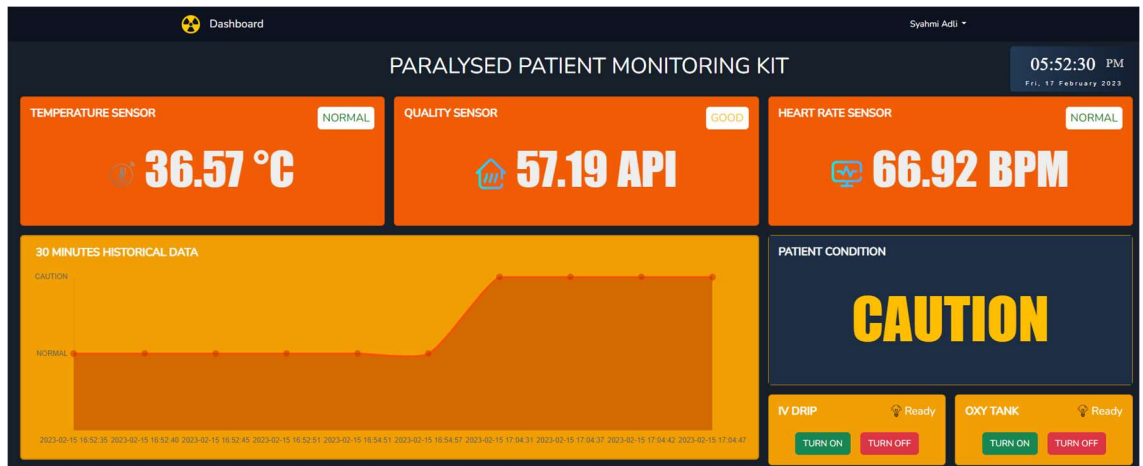 Dashboard
Syahmi Adli
PARALYSED PATIENT MONITORING KIT
05:52:30 PM
Fri, 17 February 2023
TEMPERATURE SENSOR
NORMAL
36.57 °C
QUALITY SENSOR
GOOD
57.19 API
HEART RATE SENSOR
NORMAL
66.92 BPM
30 MINUTES HISTORICAL DATA
CAUTION
NORMAL
2023-02-15 16:52:35 2023-02-15 16:52:40 2023-02-15 16:52:45 2023-02-15 16:52:51 2023-02-15 16:54:51 2023-02-15 16:54:57 2023-02-15 17:04:31 2023-02-15 17:04:37 2023-02-15 17:04:42 2023-02-15 17:04:47
PATIENT CONDITION
CAUTION
IV DRIP
Ready
TURN ON
TURN OFF
OXY TANK
Ready
TURN ON
TURN OFF